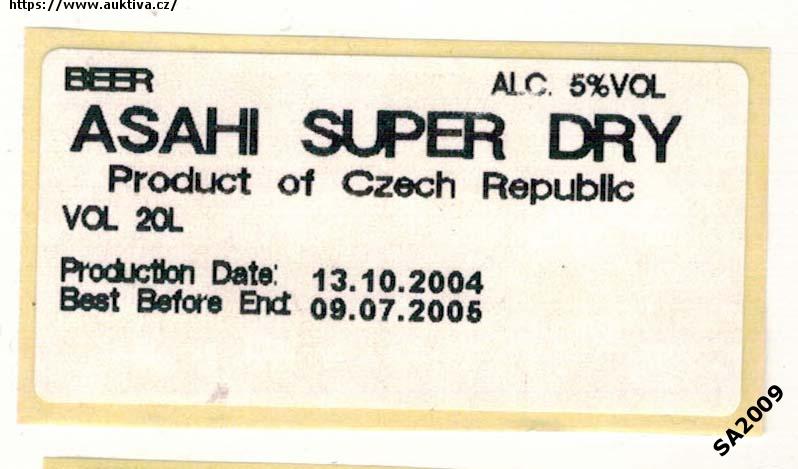 https://www.auktiva.cz/
BEER
ALC. 5%VOL
ASAHI SUPER DRY
Product of Czech Republic
VOL 20L
Production Date: 13.10.2004
Best Before End: 09.07.2005
SA2009